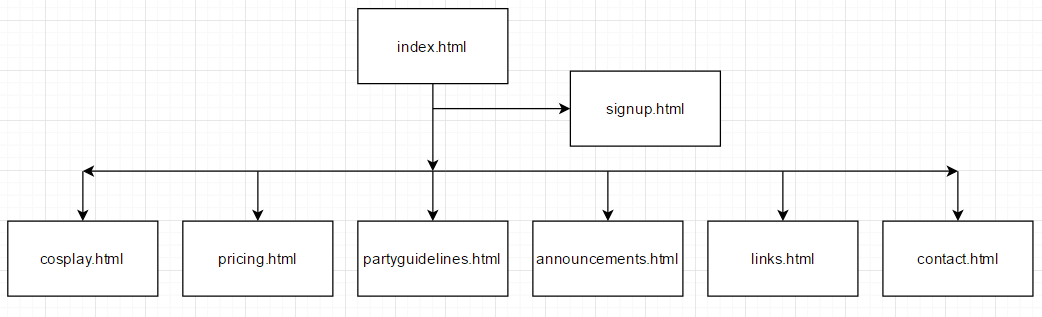 index.html
signup.html
cosplay.html
pricing.html
partyguidelines.html
announcements.html
links.html
contact.html